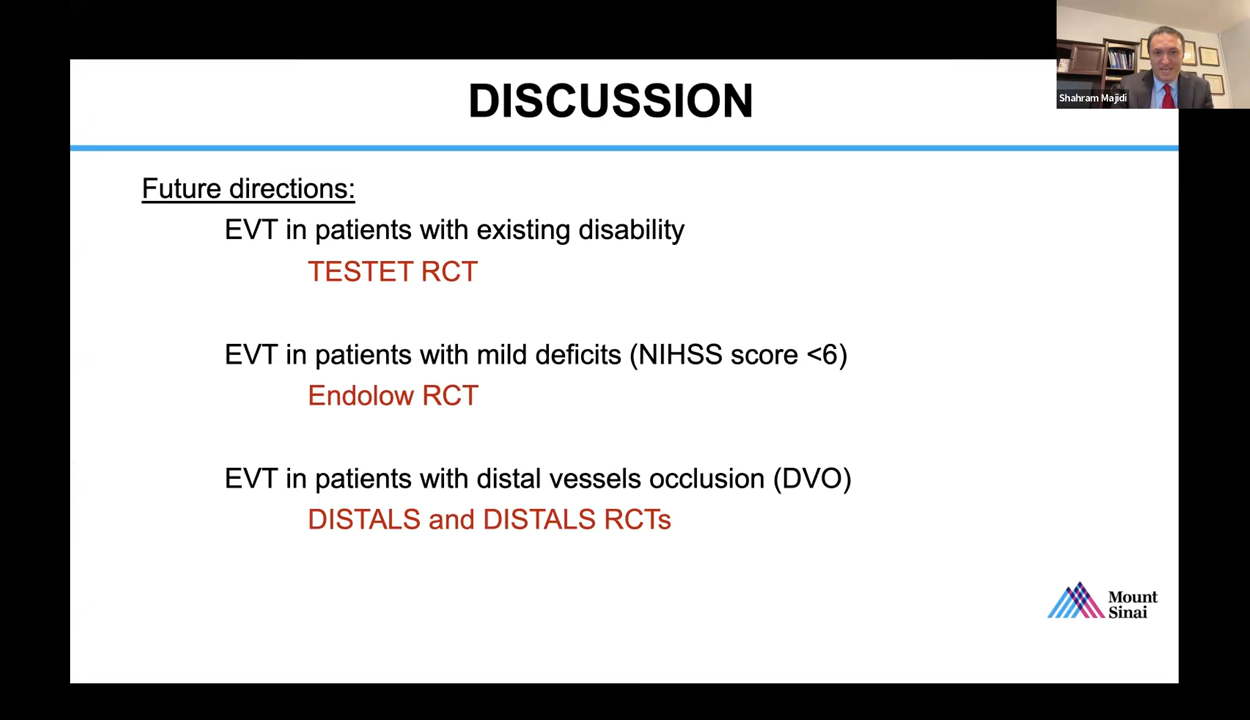 Shahram Majidi
DISCUSSION
Future directions:
EVT in patients with existing disability
TESTET RCT
EVT in patients with mild deficits (NIHSS score <6)
Endolow RCT
EVT in patients with distal vessels occlusion (DVO)
DISTALS and DISTALS RCTs
Mount
Sinai